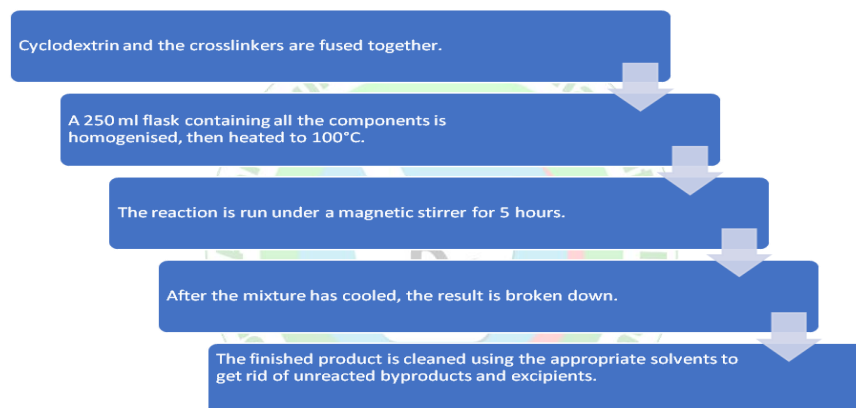 Cyclodextrin and the crosslinkers are fused together.
A 250 ml flask containing all the components is
homogenised, then heated to 100°C.
The reaction is run under a magnetic stirrer for 5 hours.
After the mixture has cooled, the result is broken down.
The finished product is cleaned using the appropriate solvents to
get rid of unreacted byproducts and excipients.